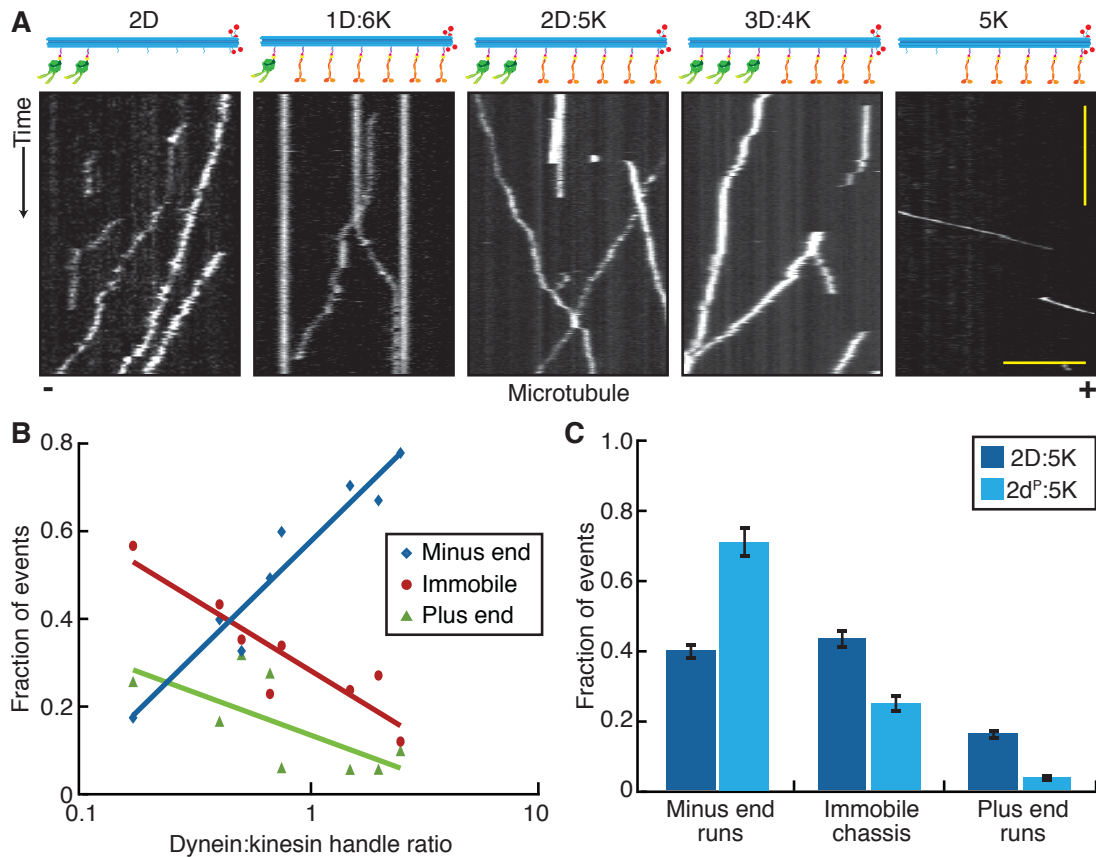 A
2D 1D:6K 2D:5K 3D:4K 5K
Time
- Microtubule +
B
Fraction of events
0.8
0.6
0.4
0.2
0
0.1 1 10
Dynein:kinesin handle ratio
Minus end
Immobile
Plus end
C
Fraction of events
1.0
0.8
0.6
0.4
0.2
0
2D:5K
2dᴾ:5K
Minus end runs
Immobile chassis
Plus end runs